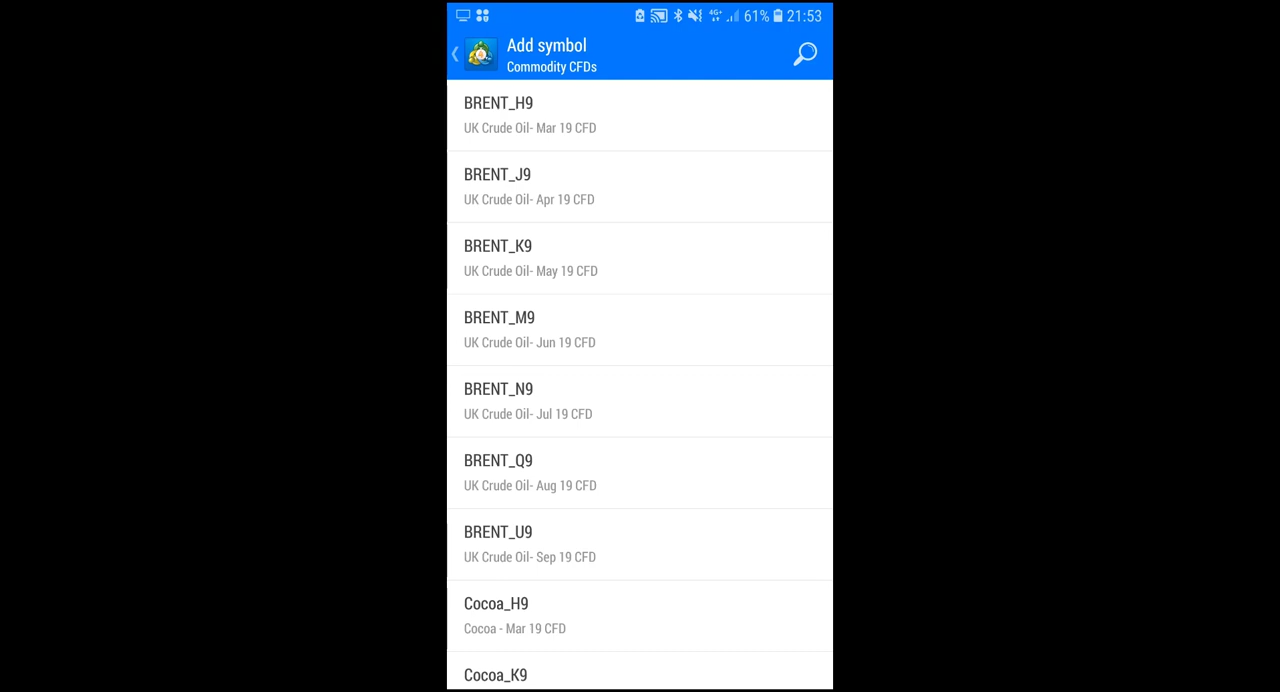 4G+ 61% 21:53
Add symbol
Commodity CFDs
BRENT_H9
UK Crude Oil- Mar 19 CFD
BRENT_J9
UK Crude Oil- Apr 19 CFD
BRENT_K9
UK Crude Oil- May 19 CFD
BRENT_M9
UK Crude Oil- Jun 19 CFD
BRENT_N9
UK Crude Oil- Jul 19 CFD
BRENT_Q9
UK Crude Oil- Aug 19 CFD
BRENT_U9
UK Crude Oil- Sep 19 CFD
Cocoa_H9
Cocoa - Mar 19 CFD
Cocoa_K9